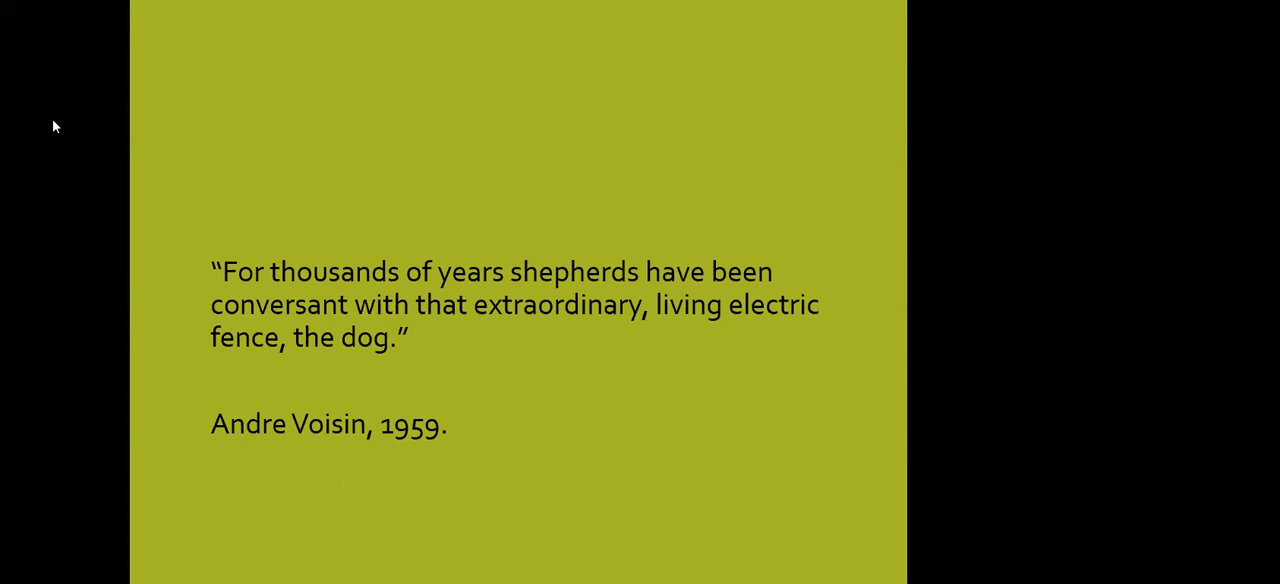 “For thousands of years shepherds have been
conversant with that extraordinary, living electric
fence, the dog.”
Andre Voisin, 1959.